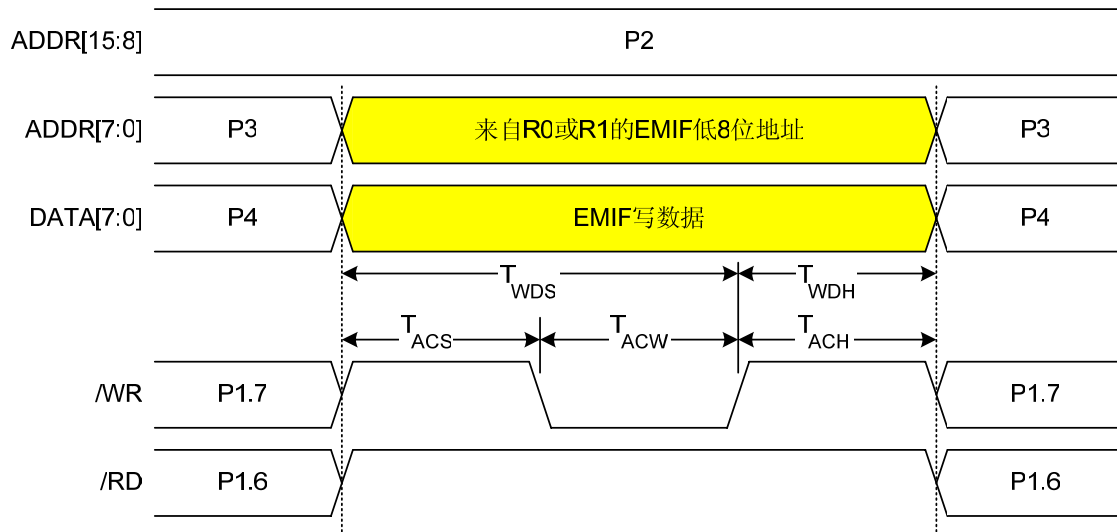 ADDR[15:8] P2
ADDR[7:0] P3 来自R0或R1的EMIF低8位地址 P3
DATA[7:0] P4 EMIF写数据 P4
TWDS TWDH
TACS TACW TACH
/WR P1.7 P1.7
/RD P1.6 P1.6